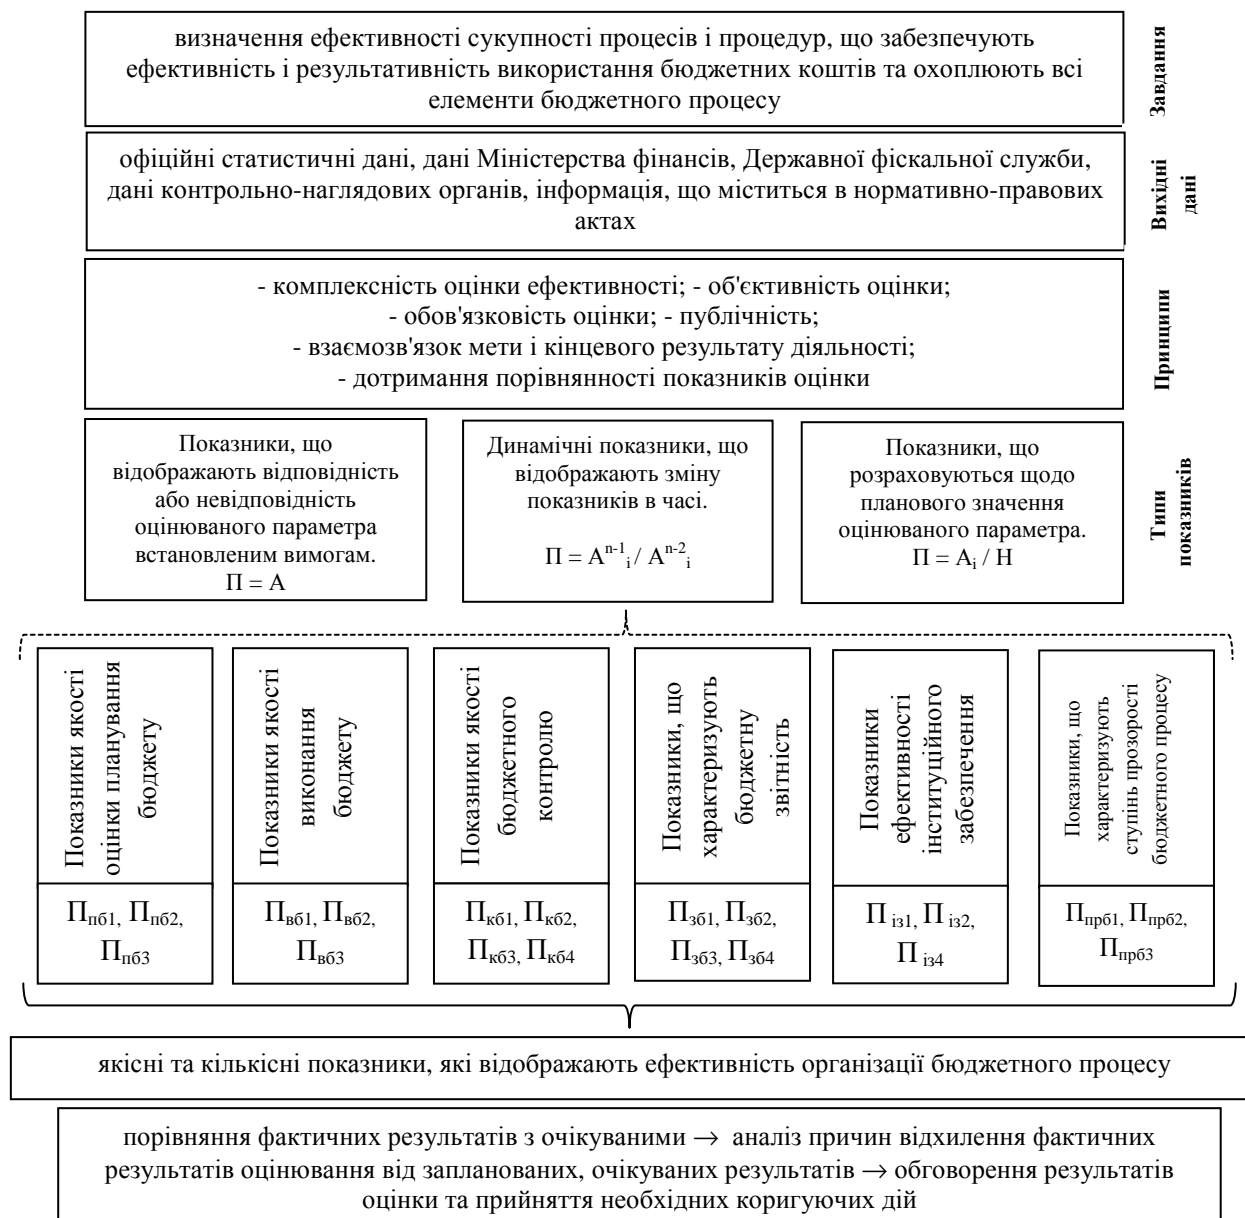 визначення ефективності сукупності процесів і процедур, що забезпечують
ефективність і результативність використання бюджетних коштів та охоплюють всі
елементи бюджетного процесу
Завдання
офіційні статистичні дані, дані Міністерства фінансів, Державної фіскальної служби,
дані контрольно-наглядових органів, інформація, що міститься в нормативно-правових
актах
Вихідні
дані
- комплексність оцінки ефективності; - об'єктивність оцінки;
- обов'язковість оцінки; - публічність;
- взаємозв'язок мети і кінцевого результату діяльності;
- дотримання порівнянності показників оцінки
Принципи
Показники, що
відображають відповідність
або невідповідність
оцінюваного параметра
встановленим вимогам.
П = А
Динамічні показники, що
відображають зміну
показників в часі.
П = Aⁿ⁻¹ᵢ / Aⁿ⁻²ᵢ
Показники, що
розраховуються щодо
планового значення
оцінюваного параметра.
П = Aᵢ / Н
Типи
показників
Показники якості
оцінки планування
бюджету
Показники якості
виконання
бюджету
Показники якості
бюджетного
контролю
Показники, що
характеризують
бюджетну
звітність
Показники
ефективності
інституційного
забезпечення
Показники, що
характеризують
ступінь прозорості
бюджетного процесу
Ппб1, Ппб2,
Ппб3
Пвб1, Пвб2,
Пвб3
Пкб1, Пкб2,
Пкб3, Пкб4
Пзб1, Пзб2,
Пзб3, Пзб4
П із1, П із2,
П із4
Ппрб1, Ппрб2,
Ппрб3
якісні та кількісні показники, які відображають ефективність організації бюджетного процесу
порівняння фактичних результатів з очікуваними → аналіз причин відхилення фактичних
результатів оцінювання від запланованих, очікуваних результатів → обговорення результатів
оцінки та прийняття необхідних коригуючих дій